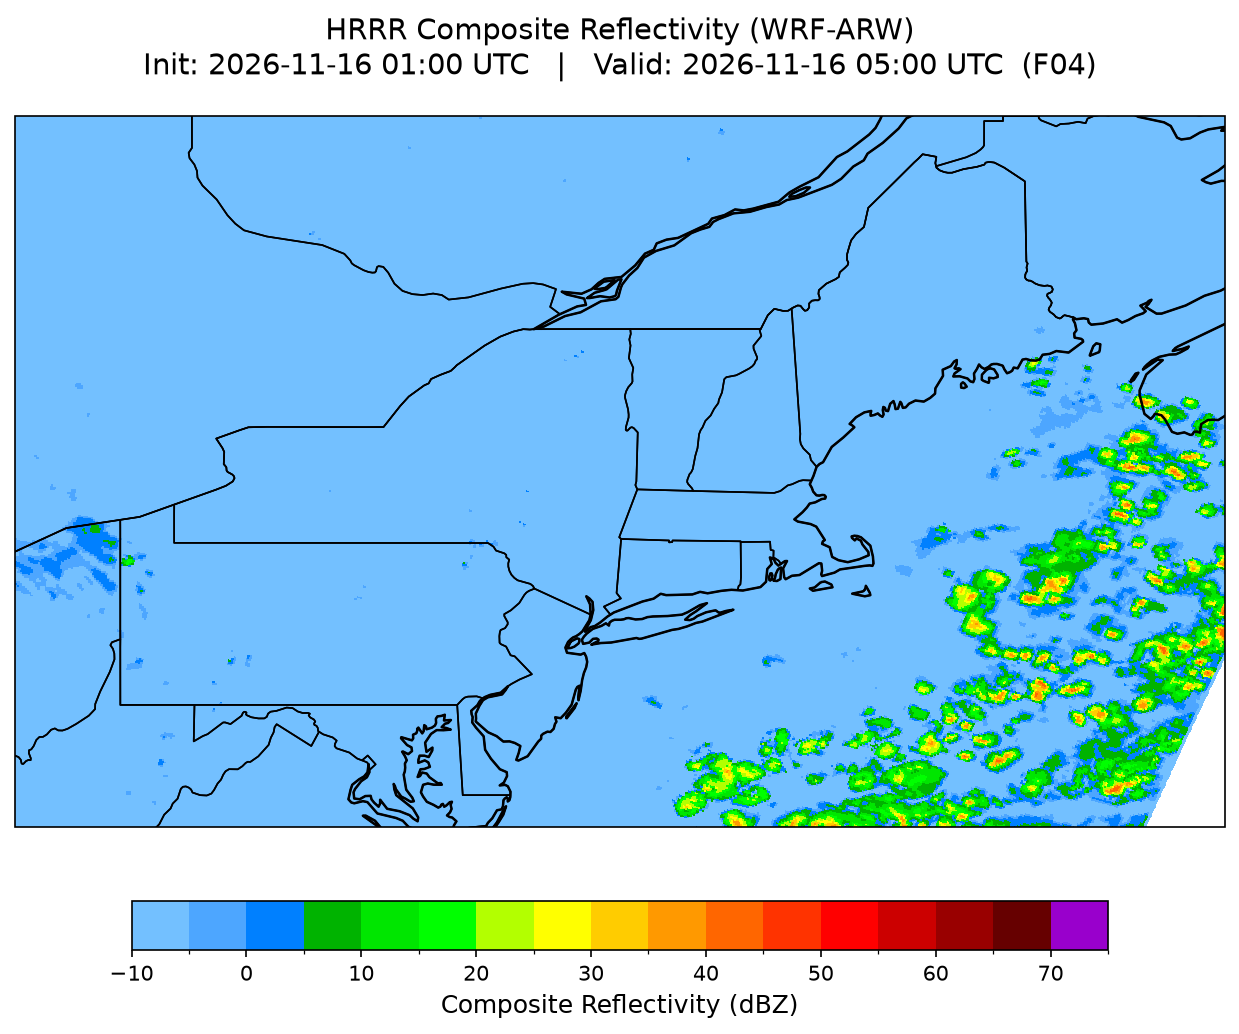 HRRR Composite Reflectivity (WRF-ARW)
Init: 2026-11-16 01:00 UTC   |   Valid: 2026-11-16 05:00 UTC  (F04)
−10 0 10 20 30 40 50 60 70
Composite Reflectivity (dBZ)